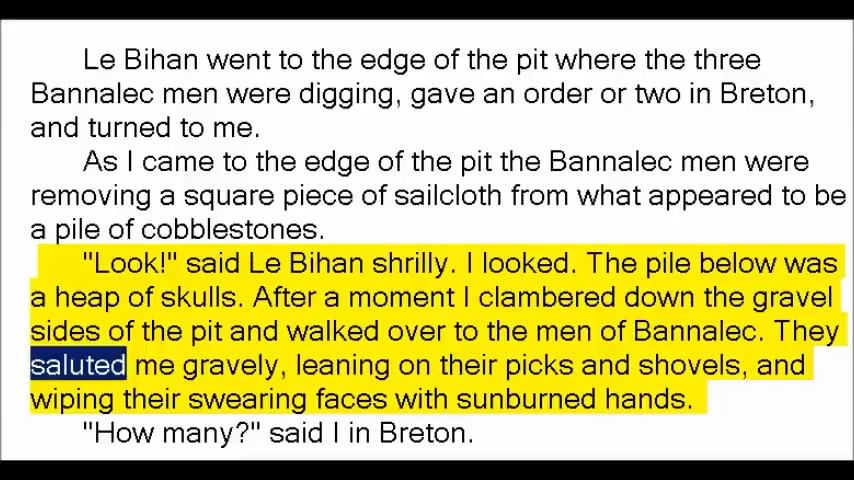 Le Bihan went to the edge of the pit where the three
Bannalec men were digging, gave an order or two in Breton,
and turned to me.
As I came to the edge of the pit the Bannalec men were
removing a square piece of sailcloth from what appeared to be
a pile of cobblestones.
"Look!" said Le Bihan shrilly. I looked. The pile below was
a heap of skulls. After a moment I clambered down the gravel
sides of the pit and walked over to the men of Bannalec. They
saluted me gravely, leaning on their picks and shovels, and
wiping their swearing faces with sunburned hands.
"How many?" said I in Breton.